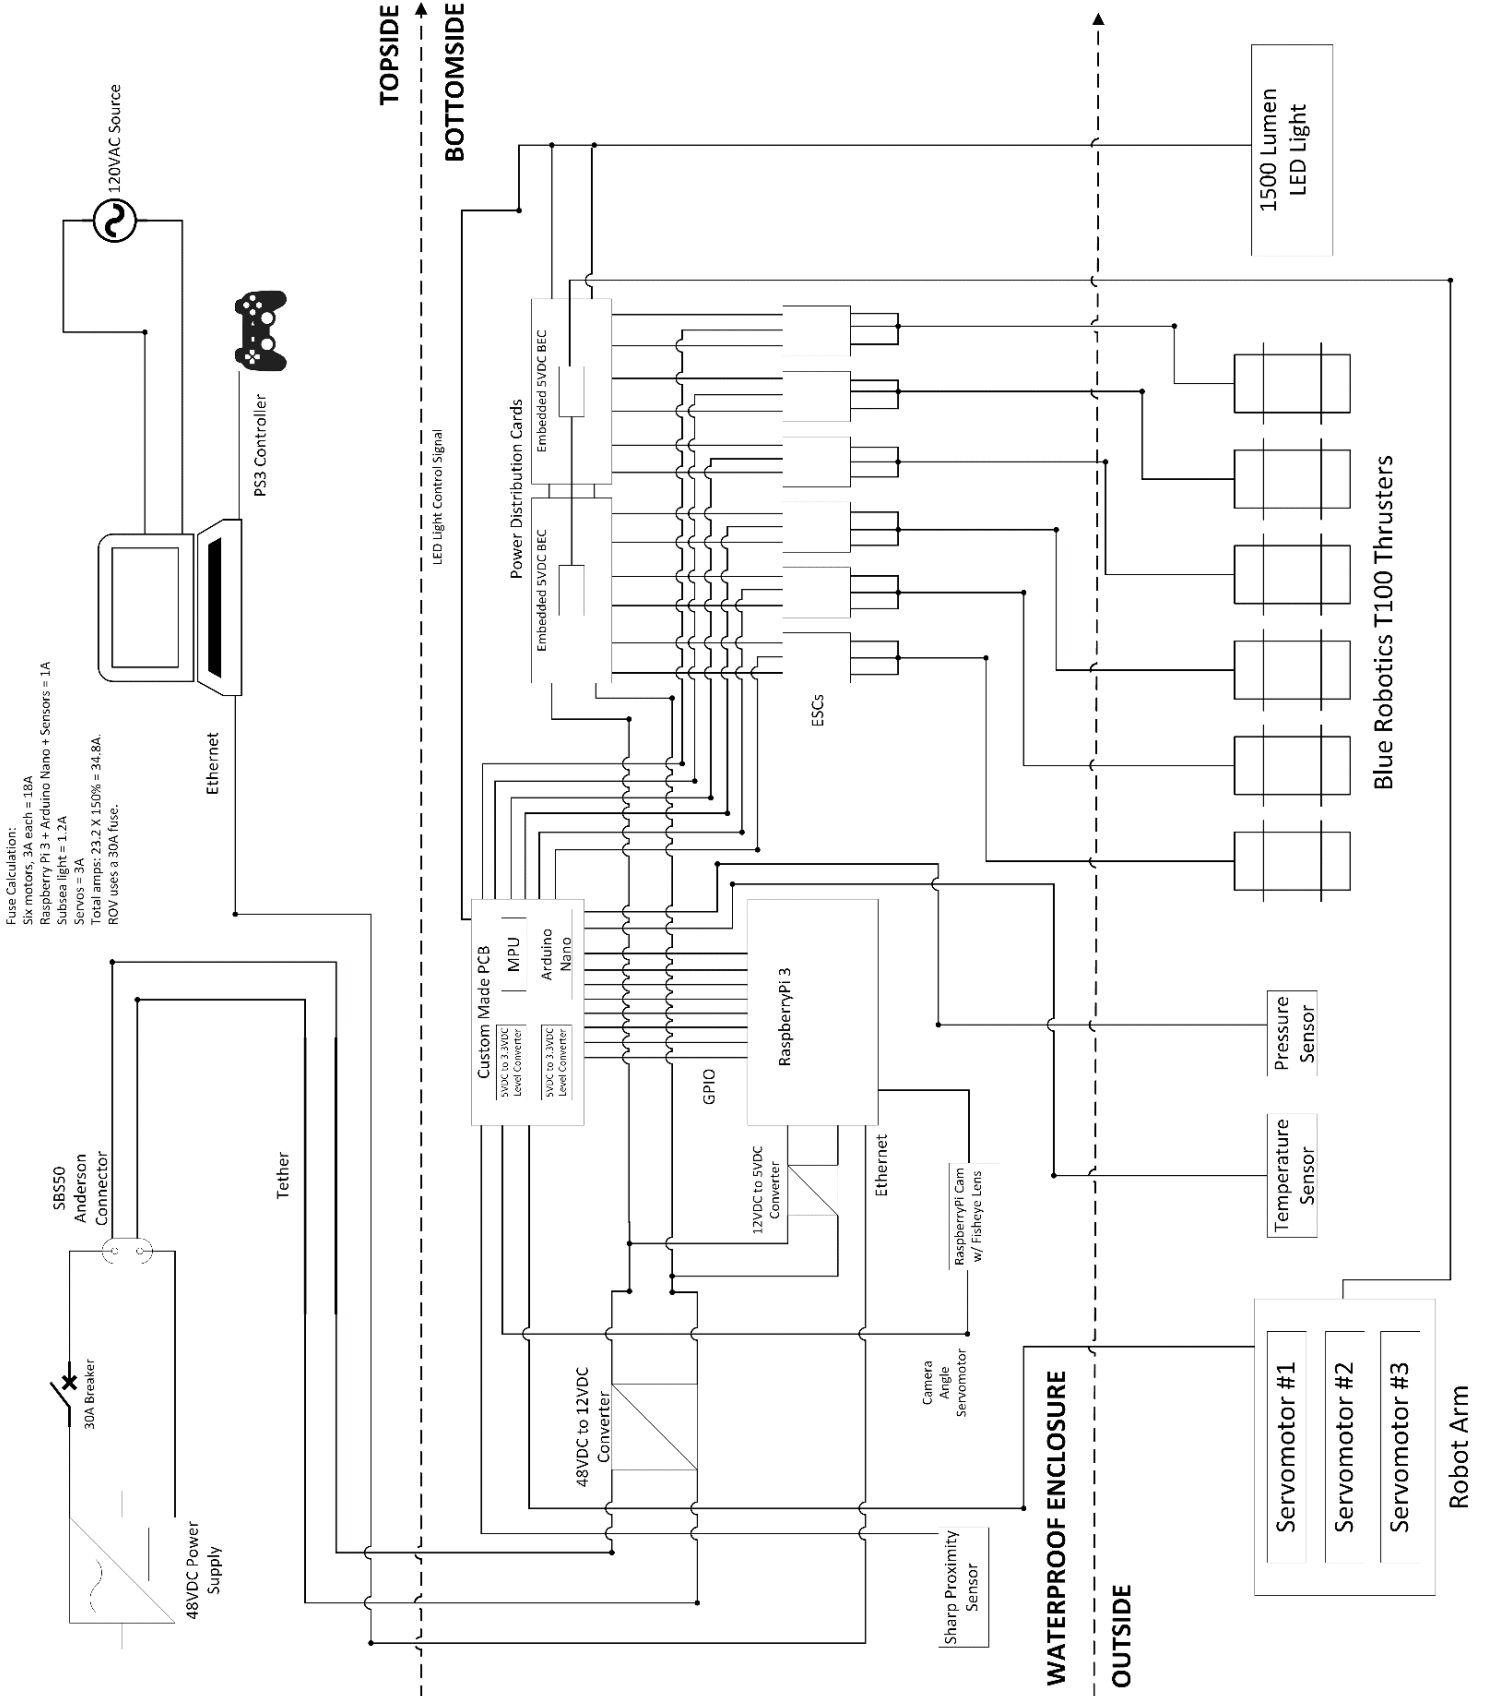 Fuse Calculation:
Six motors, 3A each = 18A
Raspberry Pi 3 + Arduino Nano + Sensors = 1A
Subsea light = 1.2A
Servos = 3A
Total amps: 23.2 X 150% = 34.8A.
ROV uses a 30A fuse.
48VDC Power
Supply
30A Breaker
SBS50
Anderson
Connector
Tether
Ethernet
PS3 Controller
120VAC Source
TOPSIDE
BOTTOMSIDE
LED Light Control Signal
Power Distribution Cards
Embedded 5VDC BEC
Embedded 5VDC BEC
Custom Made PCB
5VDC to 3.3VDC
Level Converter
MPU
5VDC to 3.3VDC
Level Converter
Arduino
Nano
48VDC to 12VDC
Converter
GPIO
12VDC to 5VDC
Converter
RaspberryPi 3
Ethernet
ESCs
Camera
Angle
Servomotor
RaspberryPi Cam
w/ Fisheye Lens
Sharp Proximity
Sensor
WATERPROOF ENCLOSURE
OUTSIDE
1500 Lumen
LED Light
Blue Robotics T100 Thrusters
Pressure
Sensor
Temperature
Sensor
Servomotor #1
Servomotor #2
Servomotor #3
Robot Arm